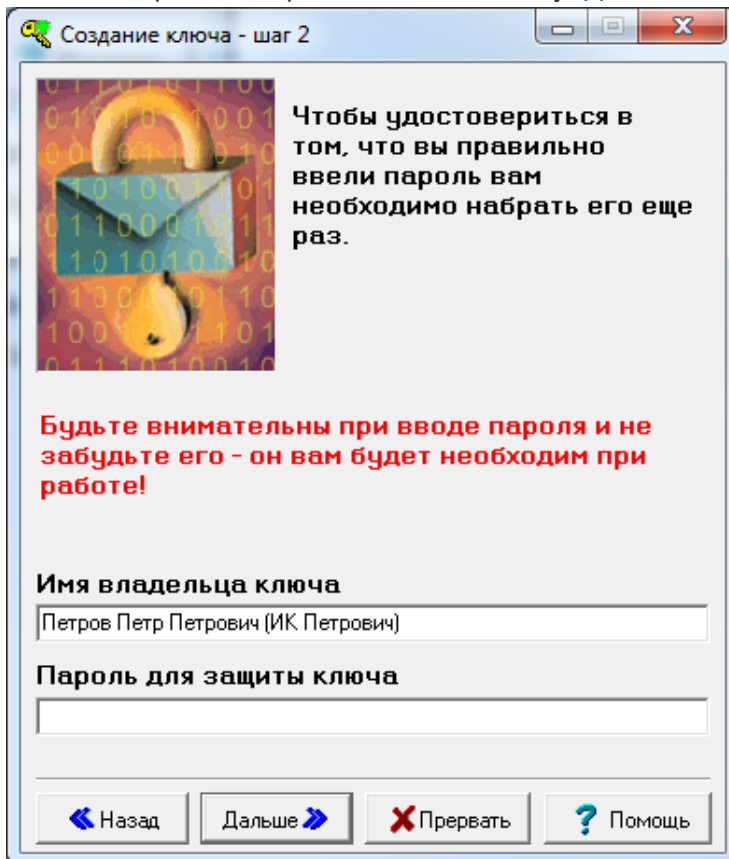 Создание ключа - шаг 2
Чтобы удостовериться в
том, что вы правильно
ввели пароль вам
необходимо набрать его еще
раз.
Будьте внимательны при вводе пароля и не
забудьте его - он вам будет необходим при
работе!
Имя владельца ключа
Петров Петр Петрович (ИК Петрович)
Пароль для защиты ключа
Назад
Дальше
Прервать
Помощь